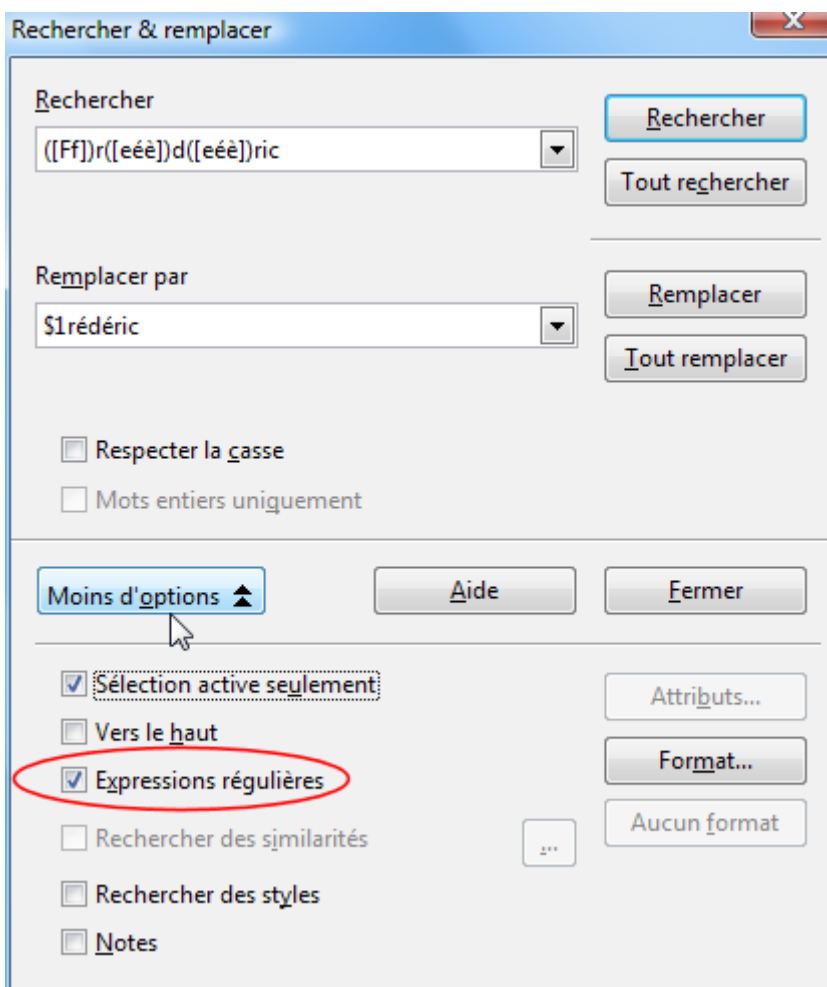 Rechercher & remplacer
Rechercher
([Ff])r([eéè])d([eéè])ric
Rechercher
Tout rechercher
Remplacer par
$1rédéric
Remplacer
Tout remplacer
Respecter la casse
Mots entiers uniquement
Moins d'options
Aide
Fermer
Sélection active seulement
Attributs...
Vers le haut
Format...
Expressions régulières
Aucun format
Rechercher des similarités
...
Rechercher des styles
Notes